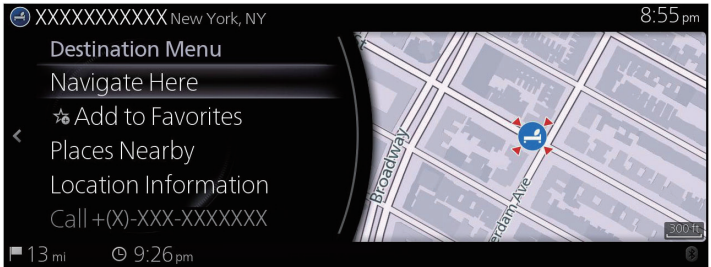 XXXXXXXXXXX New York, NY 8:55 pm
Destination Menu
Navigate Here
Add to Favorites
Places Nearby
Location Information
Call +(X)-XXX-XXXXXXX
Broadway
erdam Ave
300 ft
13 mi 9:26 pm